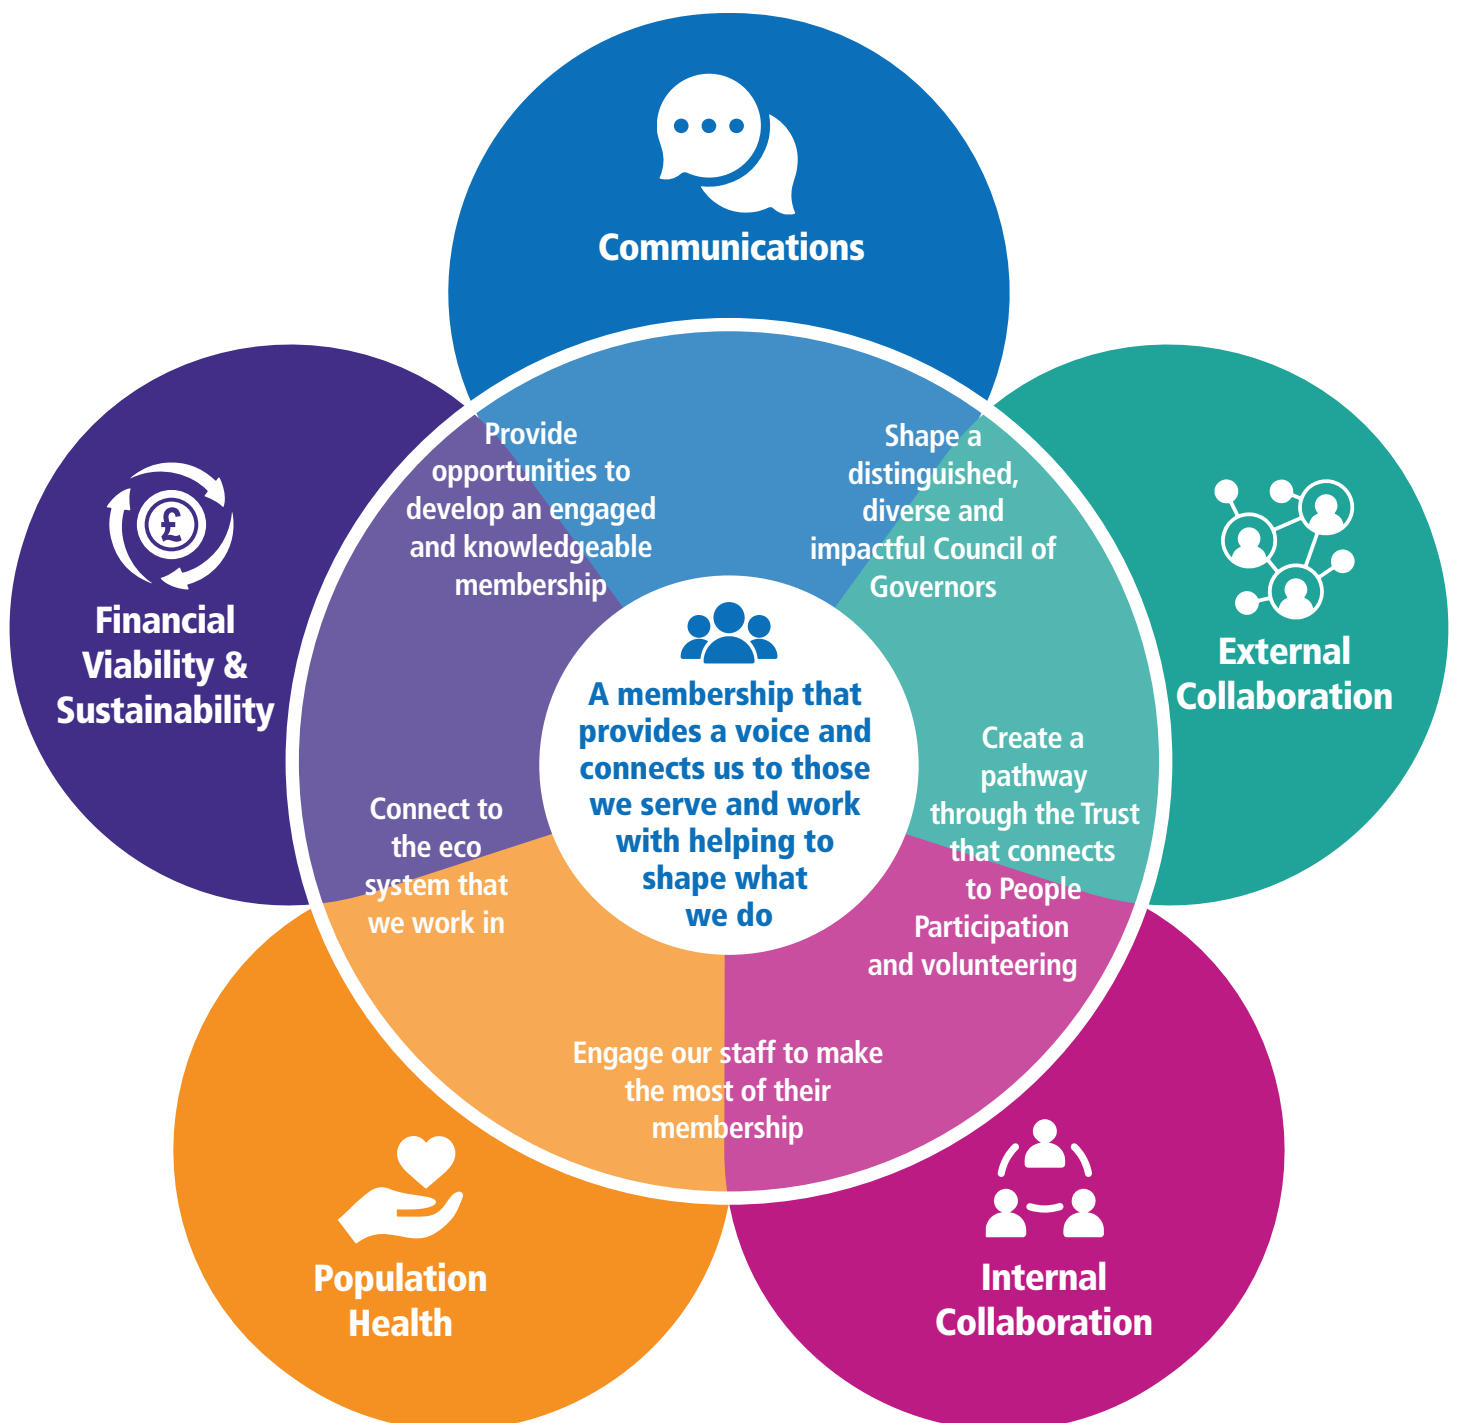 Communications
Financial
Viability &
Sustainability
External
Collaboration
Provide
opportunities to
develop an engaged
and knowledgeable
membership
Shape a
distinguished,
diverse and
impactful Council of
Governors
A membership that
provides a voice and
connects us to those
we serve and work
with helping to
shape what
we do
Connect to
the eco
system that
we work in
Create a
pathway
through the Trust
that connects
to People
Participation
and volunteering
Engage our staff to make
the most of their
membership
Population
Health
Internal
Collaboration
£